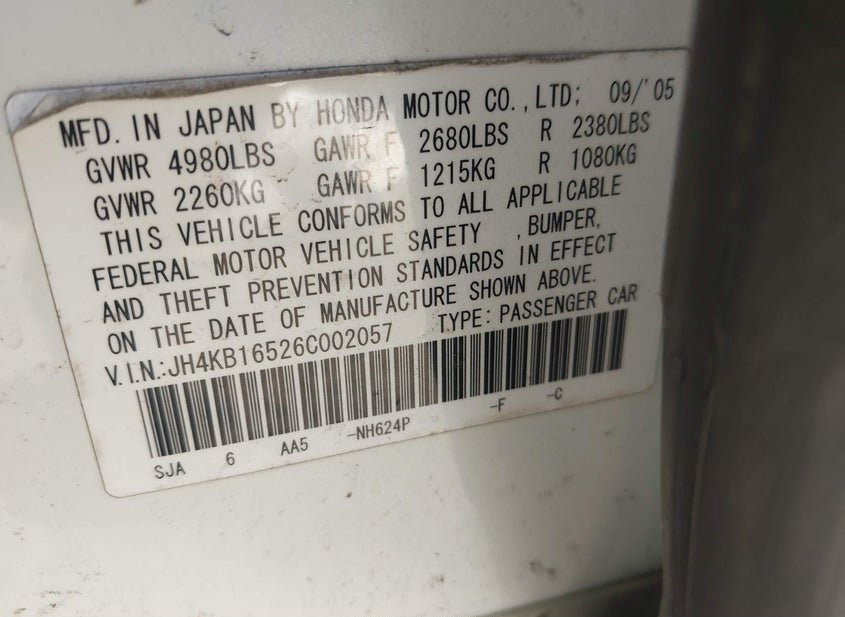 MFD. IN JAPAN BY HONDA MOTOR CO., LTD; 09/'05
GVWR 4980LBS GAWR F 2680LBS R 2380LBS
GVWR 2260KG GAWR F 1215KG R 1080KG
THIS VEHICLE CONFORMS TO ALL APPLICABLE
FEDERAL MOTOR VEHICLE SAFETY , BUMPER,
AND THEFT PREVENTION STANDARDS IN EFFECT
ON THE DATE OF MANUFACTURE SHOWN ABOVE.
V.I.N.:JH4KB16526C002057 TYPE: PASSENGER CAR
SJA 6 AA5 -NH624P -F -C